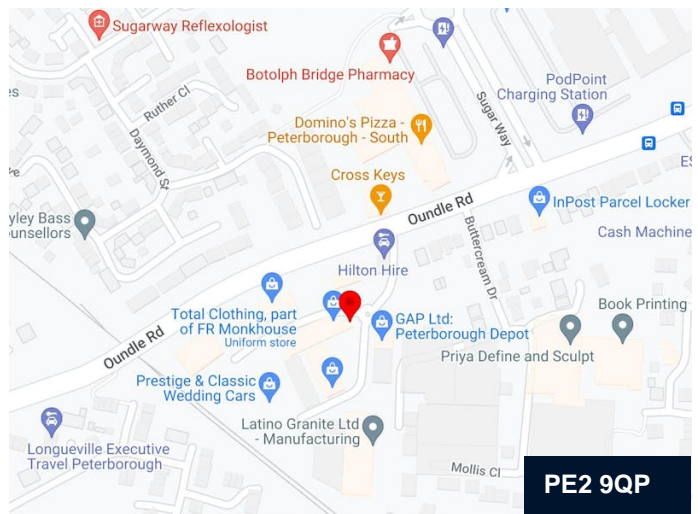 Sugarway Reflexologist
Botolph Bridge Pharmacy
PodPoint
Charging Station
Ruther Cl
Sugar Way
Domino's Pizza -
Peterborough - South
Daymond St
Cross Keys
Oundle Rd
InPost Parcel Locker
yley Bass
unsellors
Buttercream Dr
Cash Machine
Hilton Hire
Total Clothing, part
of FR Monkhouse
Uniform store
GAP Ltd:
Peterborough Depot
Book Printing
Oundle Rd
Priya Define and Sculpt
Prestige & Classic
Wedding Cars
Latino Granite Ltd
- Manufacturing
Longueville Executive
Travel Peterborough
Mollis Cl
PE2 9QP